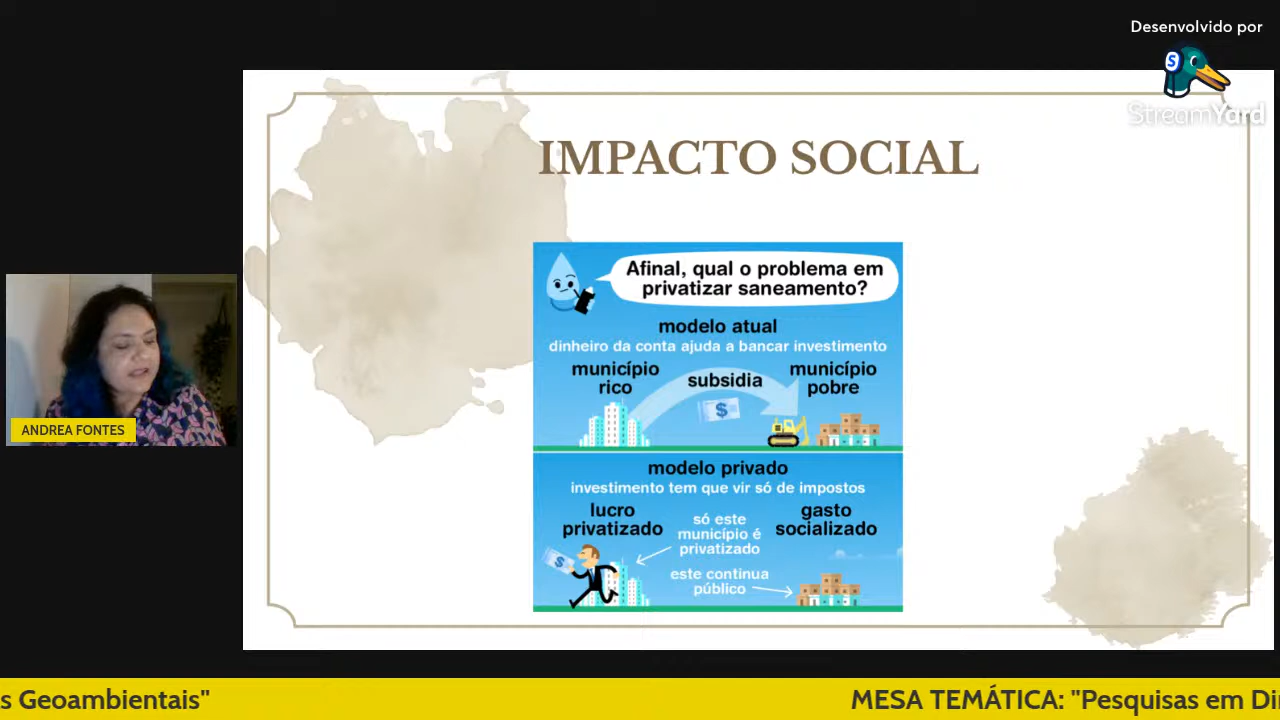 Desenvolvido por
StreamYard
IMPACTO SOCIAL
Afinal, qual o problema em
privatizar saneamento?
modelo atual
dinheiro da conta ajuda a bancar investimento
município
rico
subsidia
município
pobre
$
modelo privado
investimento tem que vir só de impostos
lucro
privatizado
só este
município é
privatizado
gasto
socializado
$
este continua
público
ANDREA FONTES
s Geoambientais"
MESA TEMÁTICA: "Pesquisas em Di